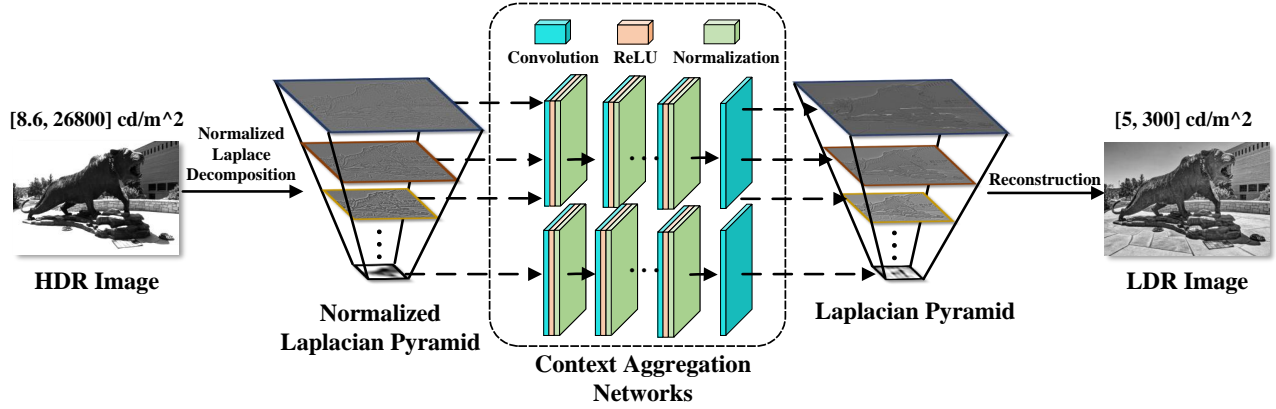 [8.6, 26800] cd/m^2
HDR Image
Normalized
Laplace
Decomposition
Normalized
Laplacian Pyramid
Convolution ReLU Normalization
Context Aggregation
Networks
Laplacian Pyramid
Reconstruction
[5, 300] cd/m^2
LDR Image